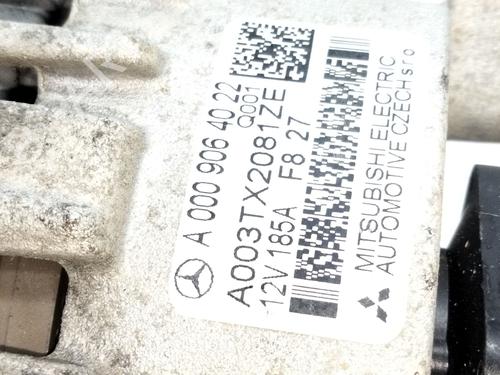 A 000 906 40 22
Q001
A003TX2081ZE
12V 185A F8 27
MITSUBISHI ELECTRIC
AUTOMOTIVE CZECH s r o